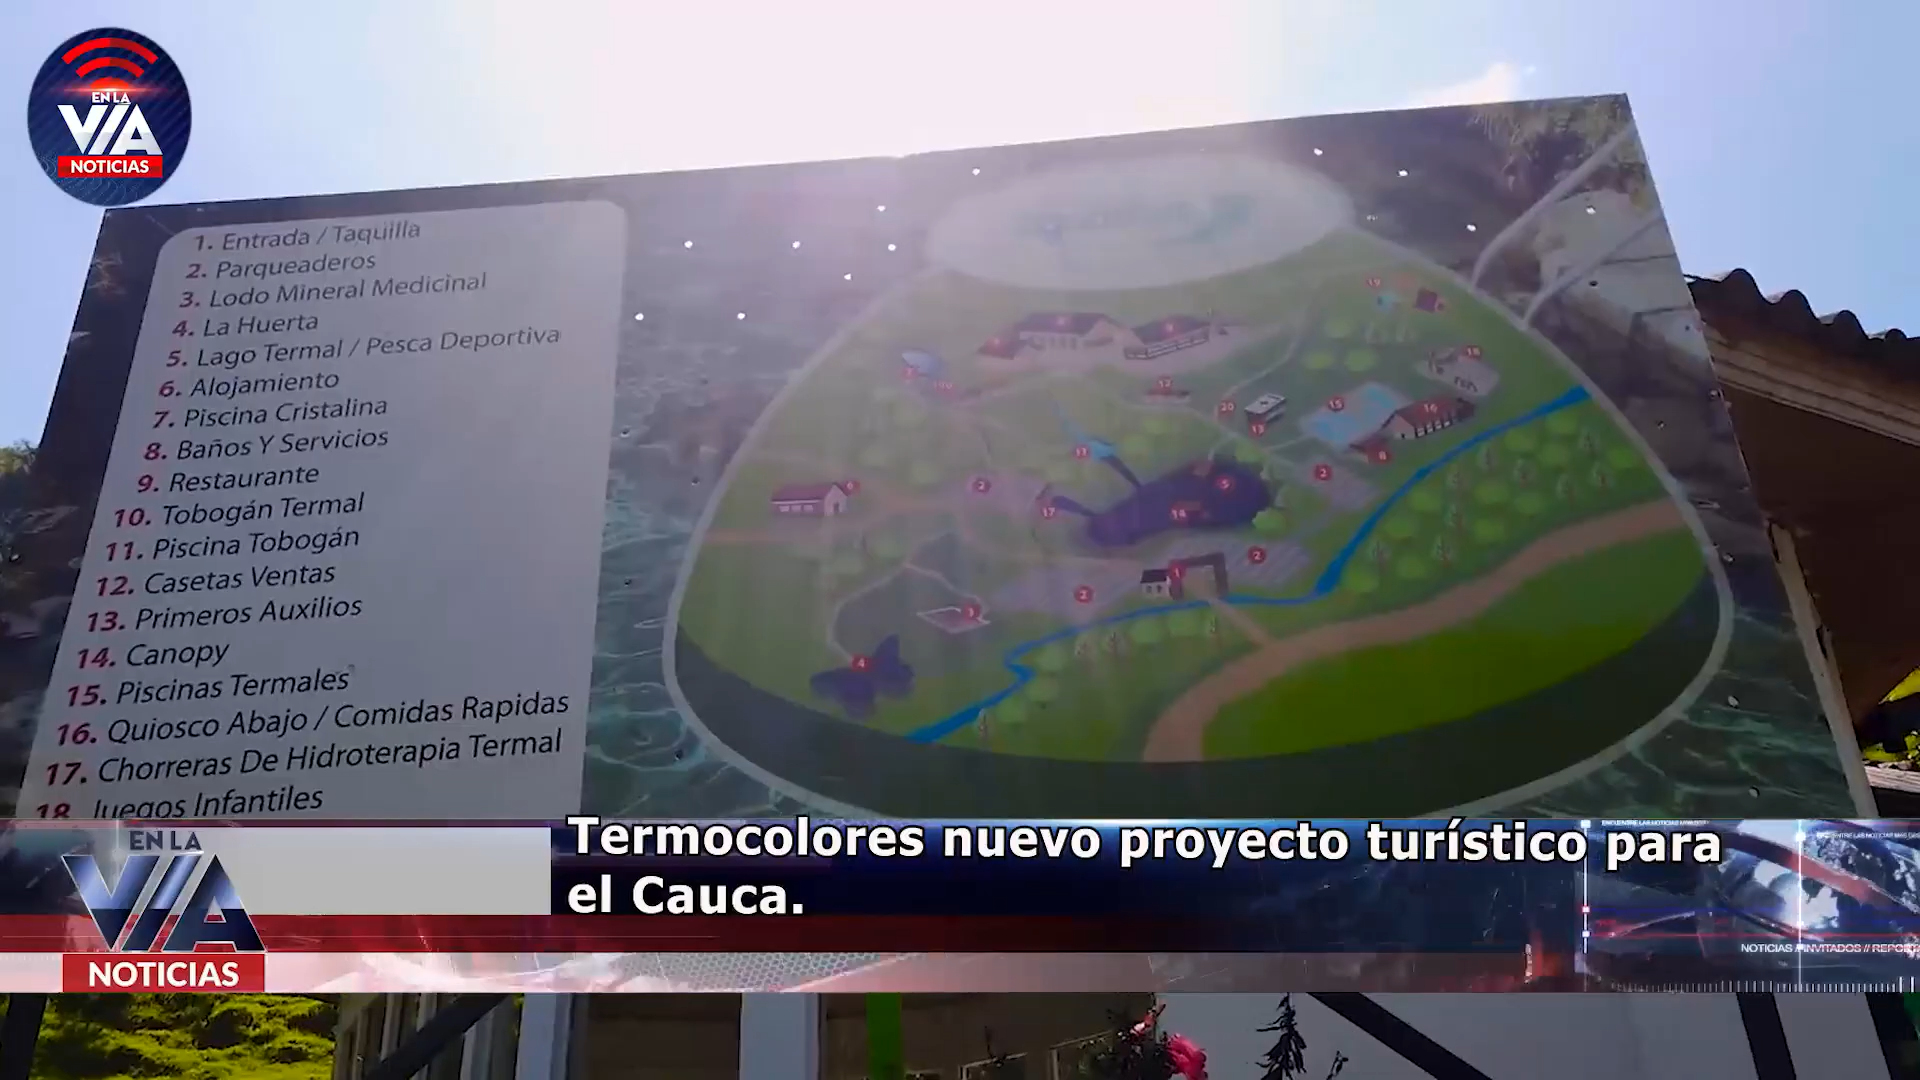 EN LA
VIA
NOTICIAS
1. Entrada / Taquilla
2. Parqueaderos
3. Lodo Mineral Medicinal
4. La Huerta
5. Lago Termal / Pesca Deportiva
6. Alojamiento
7. Piscina Cristalina
8. Baños Y Servicios
9. Restaurante
10. Tobogán Termal
11. Piscina Tobogán
12. Casetas Ventas
13. Primeros Auxilios
14. Canopy
15. Piscinas Termales
16. Quiosco Abajo / Comidas Rapidas
17. Chorreras De Hidroterapia Termal
18. Juegos Infantiles
Termocolores nuevo proyecto turístico para
el Cauca.
EN LA
VIA
NOTICIAS
NOTICIAS // INVITADOS // REPORTA